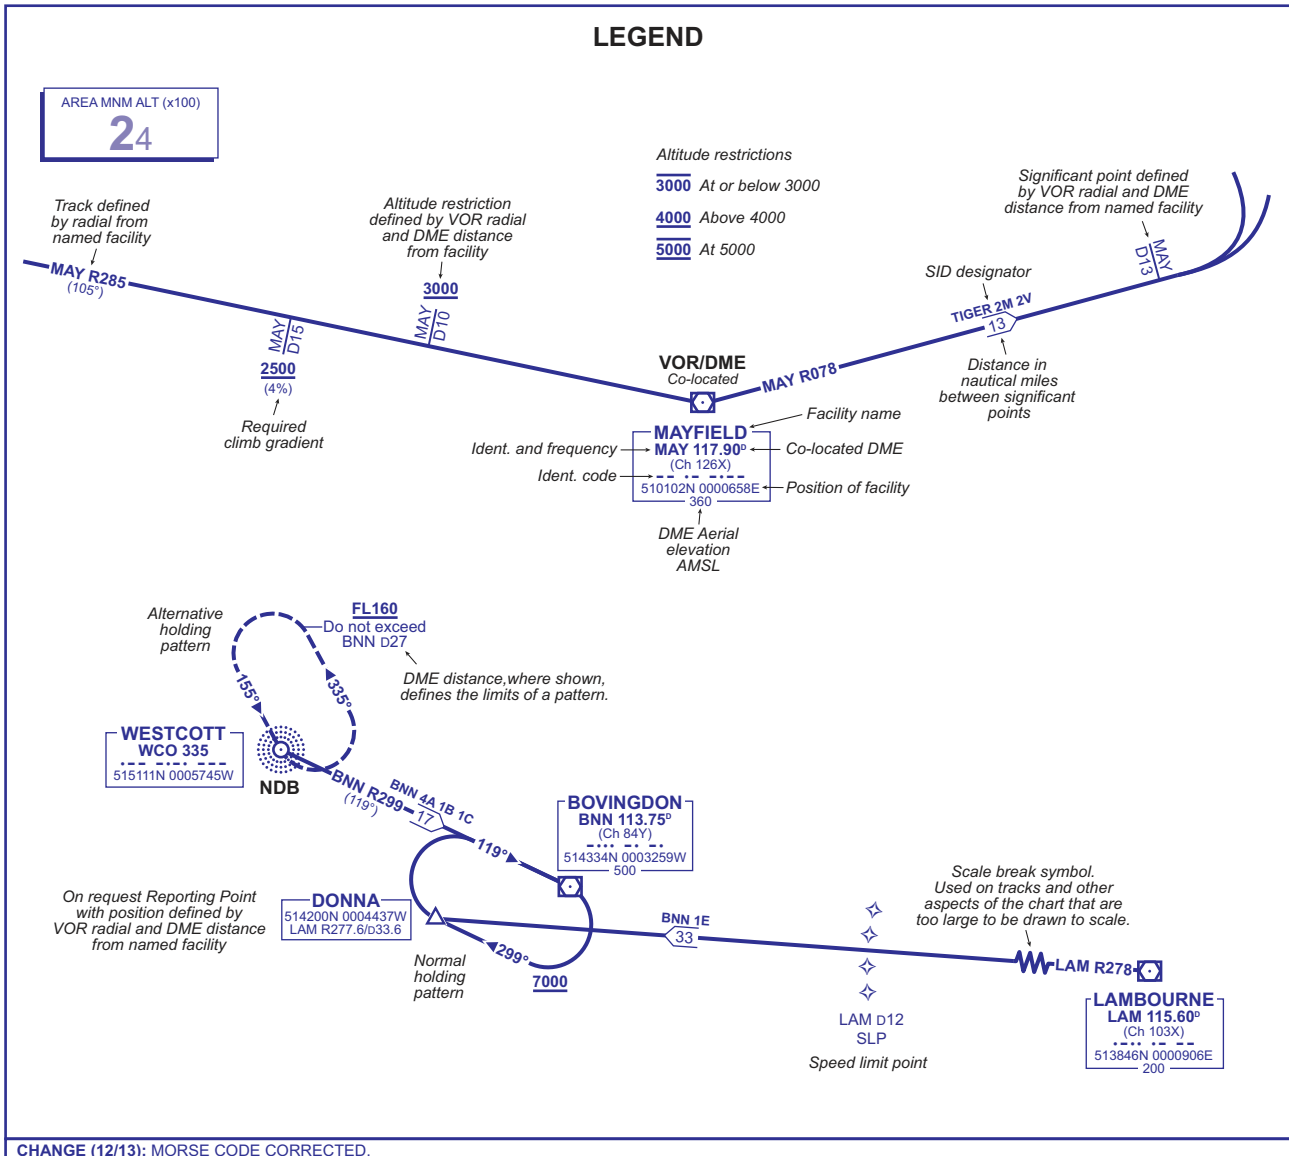 LEGEND
AREA MNM ALT (x100)
24
Track defined
by radial from
named facility
MAY R285
(105°)
Altitude restriction
defined by VOR radial
and DME distance
from facility
3000
MAY
D10
MAY
D15
2500
(4%)
Required
climb gradient
Altitude restrictions
3000 At or below 3000
4000 Above 4000
5000 At 5000
Significant point defined
by VOR radial and DME
distance from named facility
MAY
D13
SID designator
TIGER 2M 2V
13
Distance in
nautical miles
between significant
points
VOR/DME
Co-located
MAY R078
Facility name
MAYFIELD
Ident. and frequency
MAY 117.90ᴰ
Co-located DME
(Ch 126X)
Ident. code
-- ·- -·--
510102N 0000658E
Position of facility
360
DME Aerial
elevation
AMSL
Alternative
holding
pattern
FL160
Do not exceed
BNN D27
DME distance,where shown,
defines the limits of a pattern.
155°
335°
WESTCOTT
WCO 335
·-- -·-· ---
515111N 0005745W
NDB
BNN R299
(119°)
BNN 4A 1B 1C
17
119°
BOVINGDON
BNN 113.75ᴰ
(Ch 84Y)
-··· -· -·
514334N 0003259W
500
On request Reporting Point
with position defined by
VOR radial and DME distance
from named facility
DONNA
514200N 0004437W
LAM R277.6/D33.6
Normal
holding
pattern
299°
7000
BNN 1E
33
Scale break symbol.
Used on tracks and other
aspects of the chart that are
too large to be drawn to scale.
LAM D12
SLP
Speed limit point
LAM R278
LAMBOURNE
LAM 115.60ᴰ
(Ch 103X)
·-·· ·- --
513846N 0000906E
200
CHANGE (12/13): MORSE CODE CORRECTED.